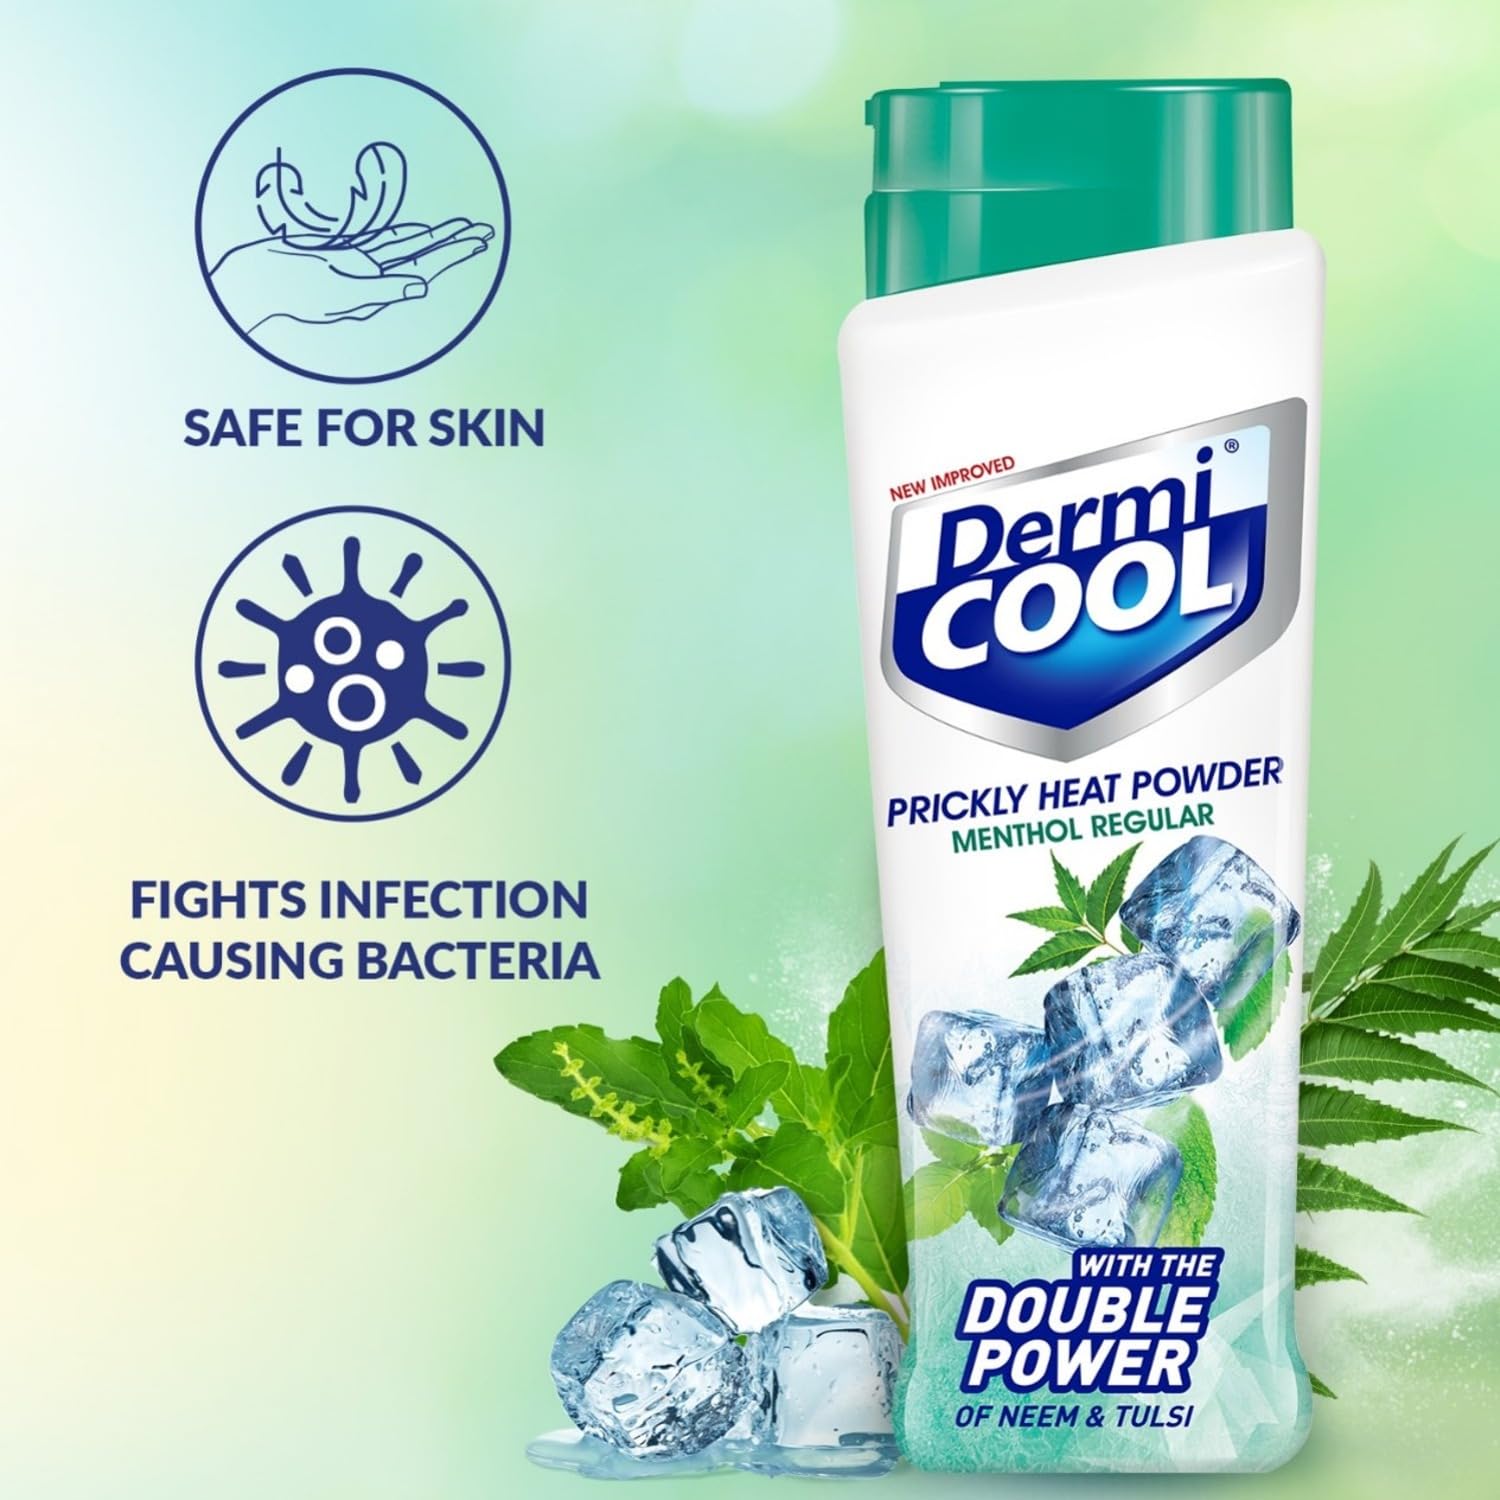 SAFE FOR SKIN
FIGHTS INFECTION
CAUSING BACTERIA
NEW IMPROVED
Dermi®
COOL
PRICKLY HEAT POWDER
MENTHOL REGULAR
WITH THE
DOUBLE
POWER
OF NEEM & TULSI